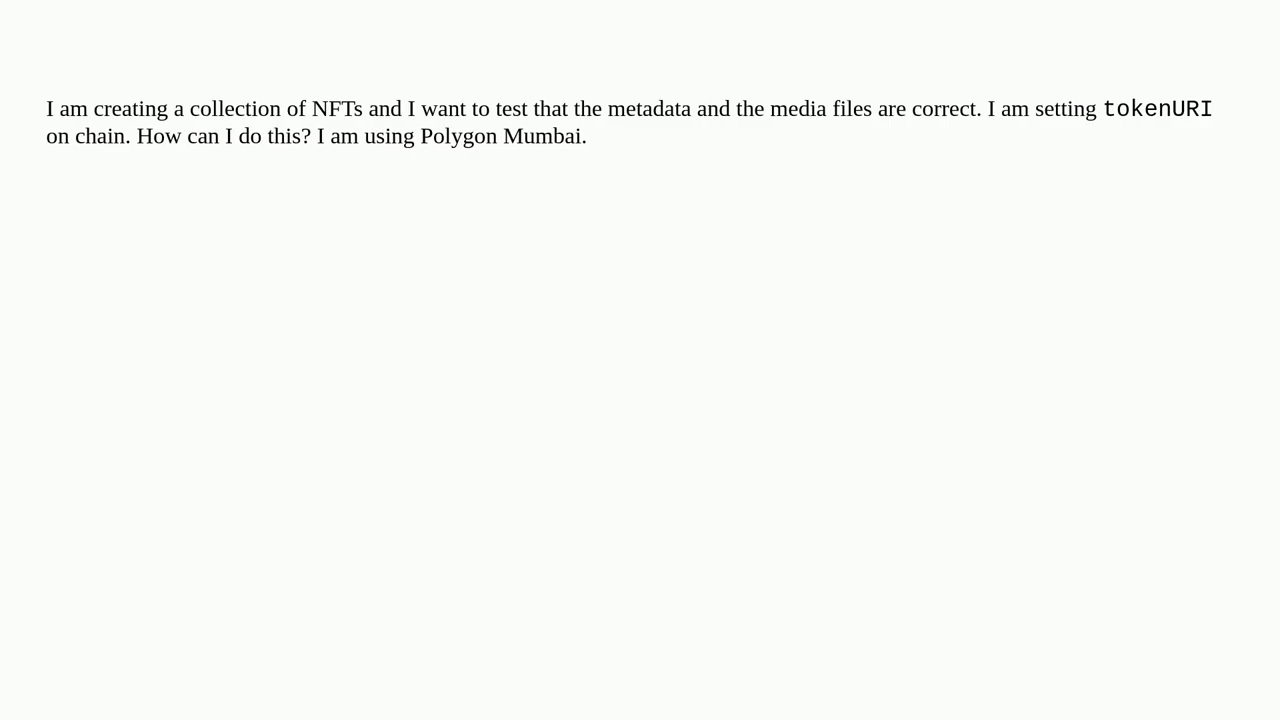 I am creating a collection of NFTs and I want to test that the metadata and the media files are correct. I am setting tokenURI
on chain. How can I do this? I am using Polygon Mumbai.